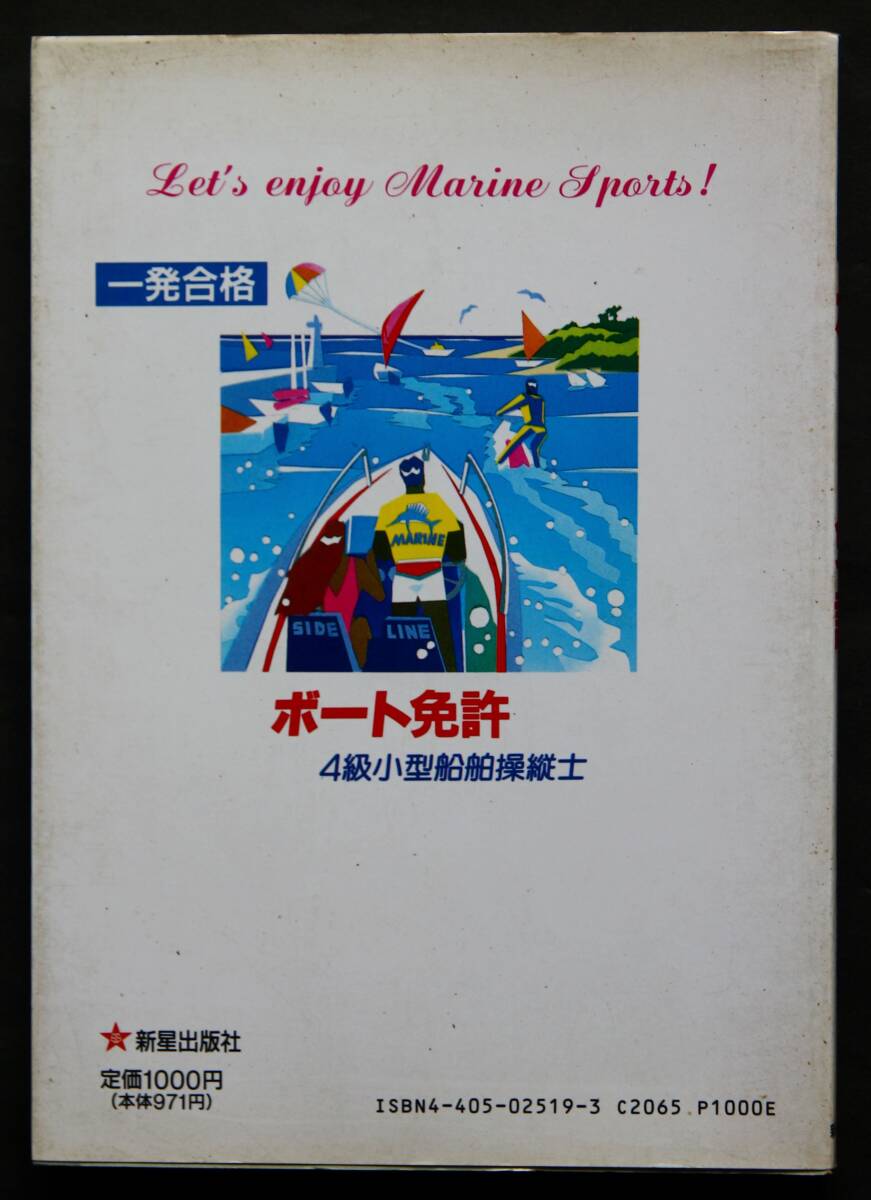 Let's enjoy Marine Sports!
一発合格
MARINE
SIDE LINE
ボート免許
4級小型船舶操縦士
新星出版社
定価1000円
(本体971円)
ISBN4-405-02519-3 C2065 P1000E